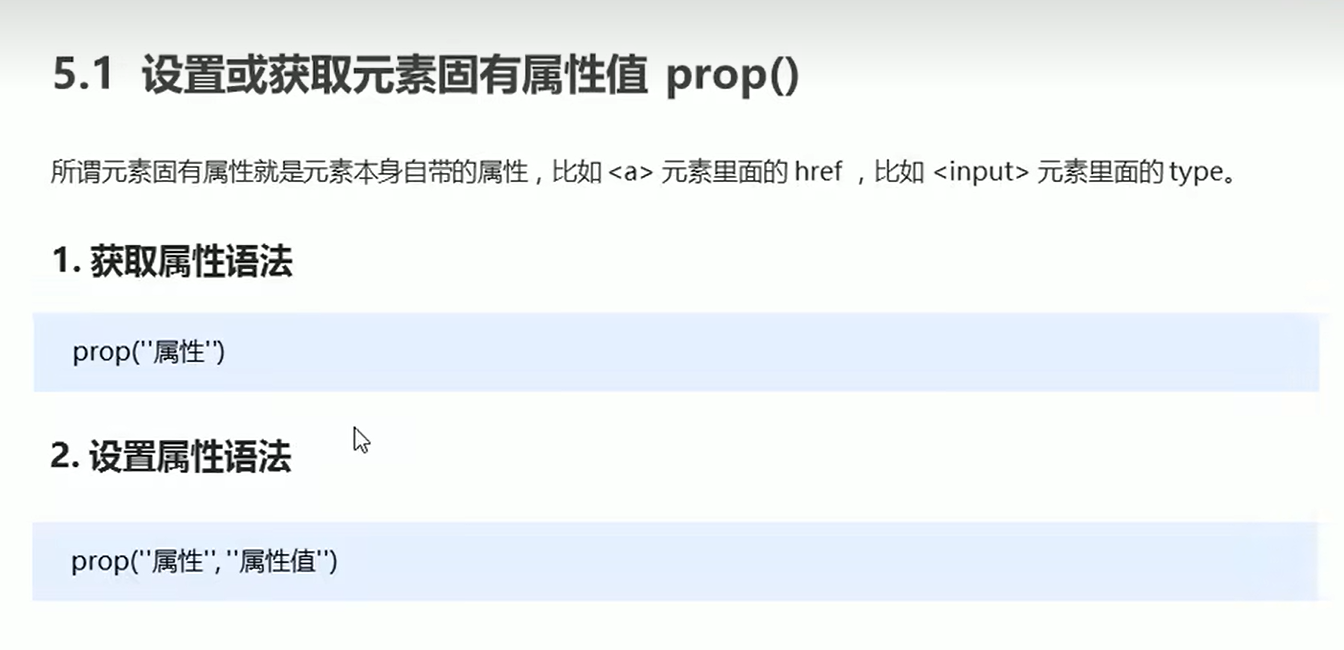 5.1 设置或获取元素固有属性值 prop()
所谓元素固有属性就是元素本身自带的属性，比如 <a> 元素里面的 href ，比如 <input> 元素里面的 type。
1. 获取属性语法
prop(''属性'')
2. 设置属性语法
prop(''属性'', ''属性值'')